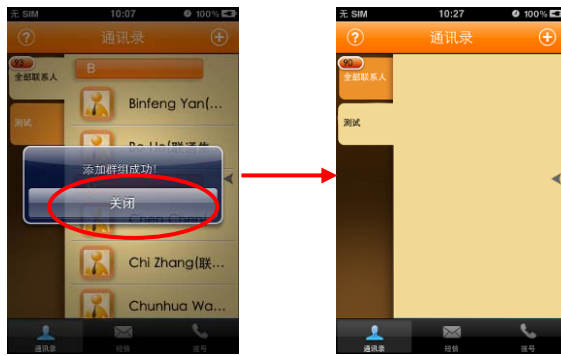 无 SIM
10:07
100%
通讯录
93
全部联系人
测试
B
Binfeng Yan(...
添加群组成功!
关闭
Chi Zhang(联...
Chunhua Wa...
通讯录
短信
拨号
无 SIM
10:27
100%
通讯录
90
全部联系人
测试
通讯录
短信
拨号